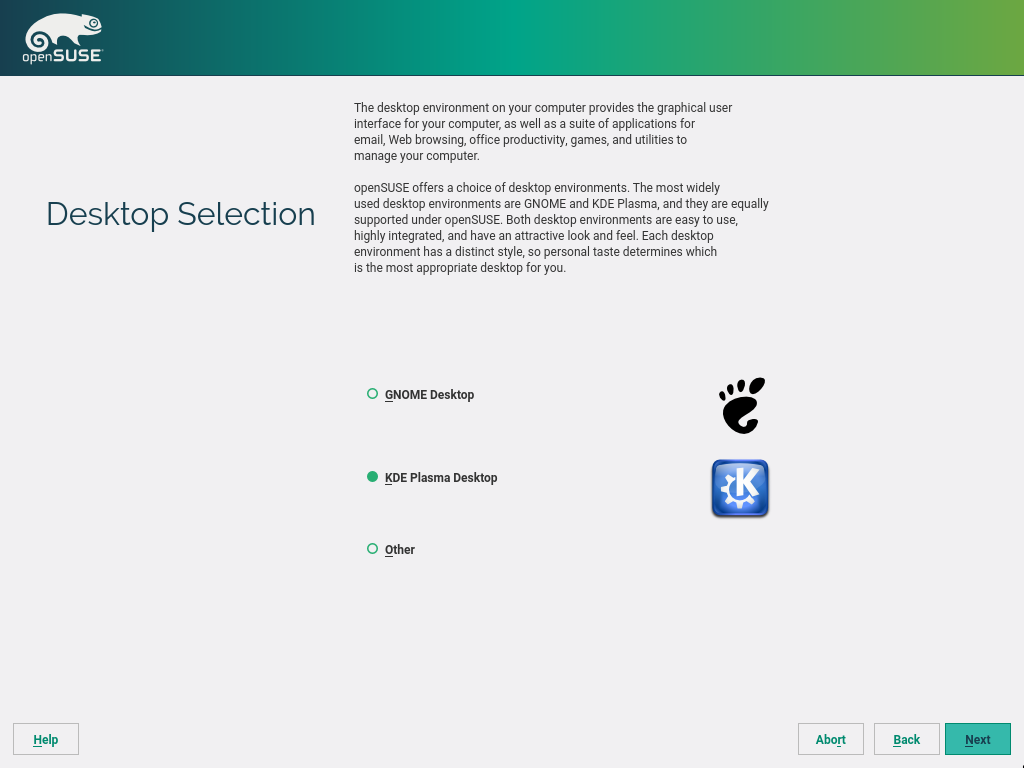 openSUSE
The desktop environment on your computer provides the graphical user
interface for your computer, as well as a suite of applications for
email, Web browsing, office productivity, games, and utilities to
manage your computer.
Desktop Selection
openSUSE offers a choice of desktop environments. The most widely
used desktop environments are GNOME and KDE Plasma, and they are equally
supported under openSUSE. Both desktop environments are easy to use,
highly integrated, and have an attractive look and feel. Each desktop
environment has a distinct style, so personal taste determines which
is the most appropriate desktop for you.
GNOME Desktop
KDE Plasma Desktop
K
Other
Help
Abort
Back
Next